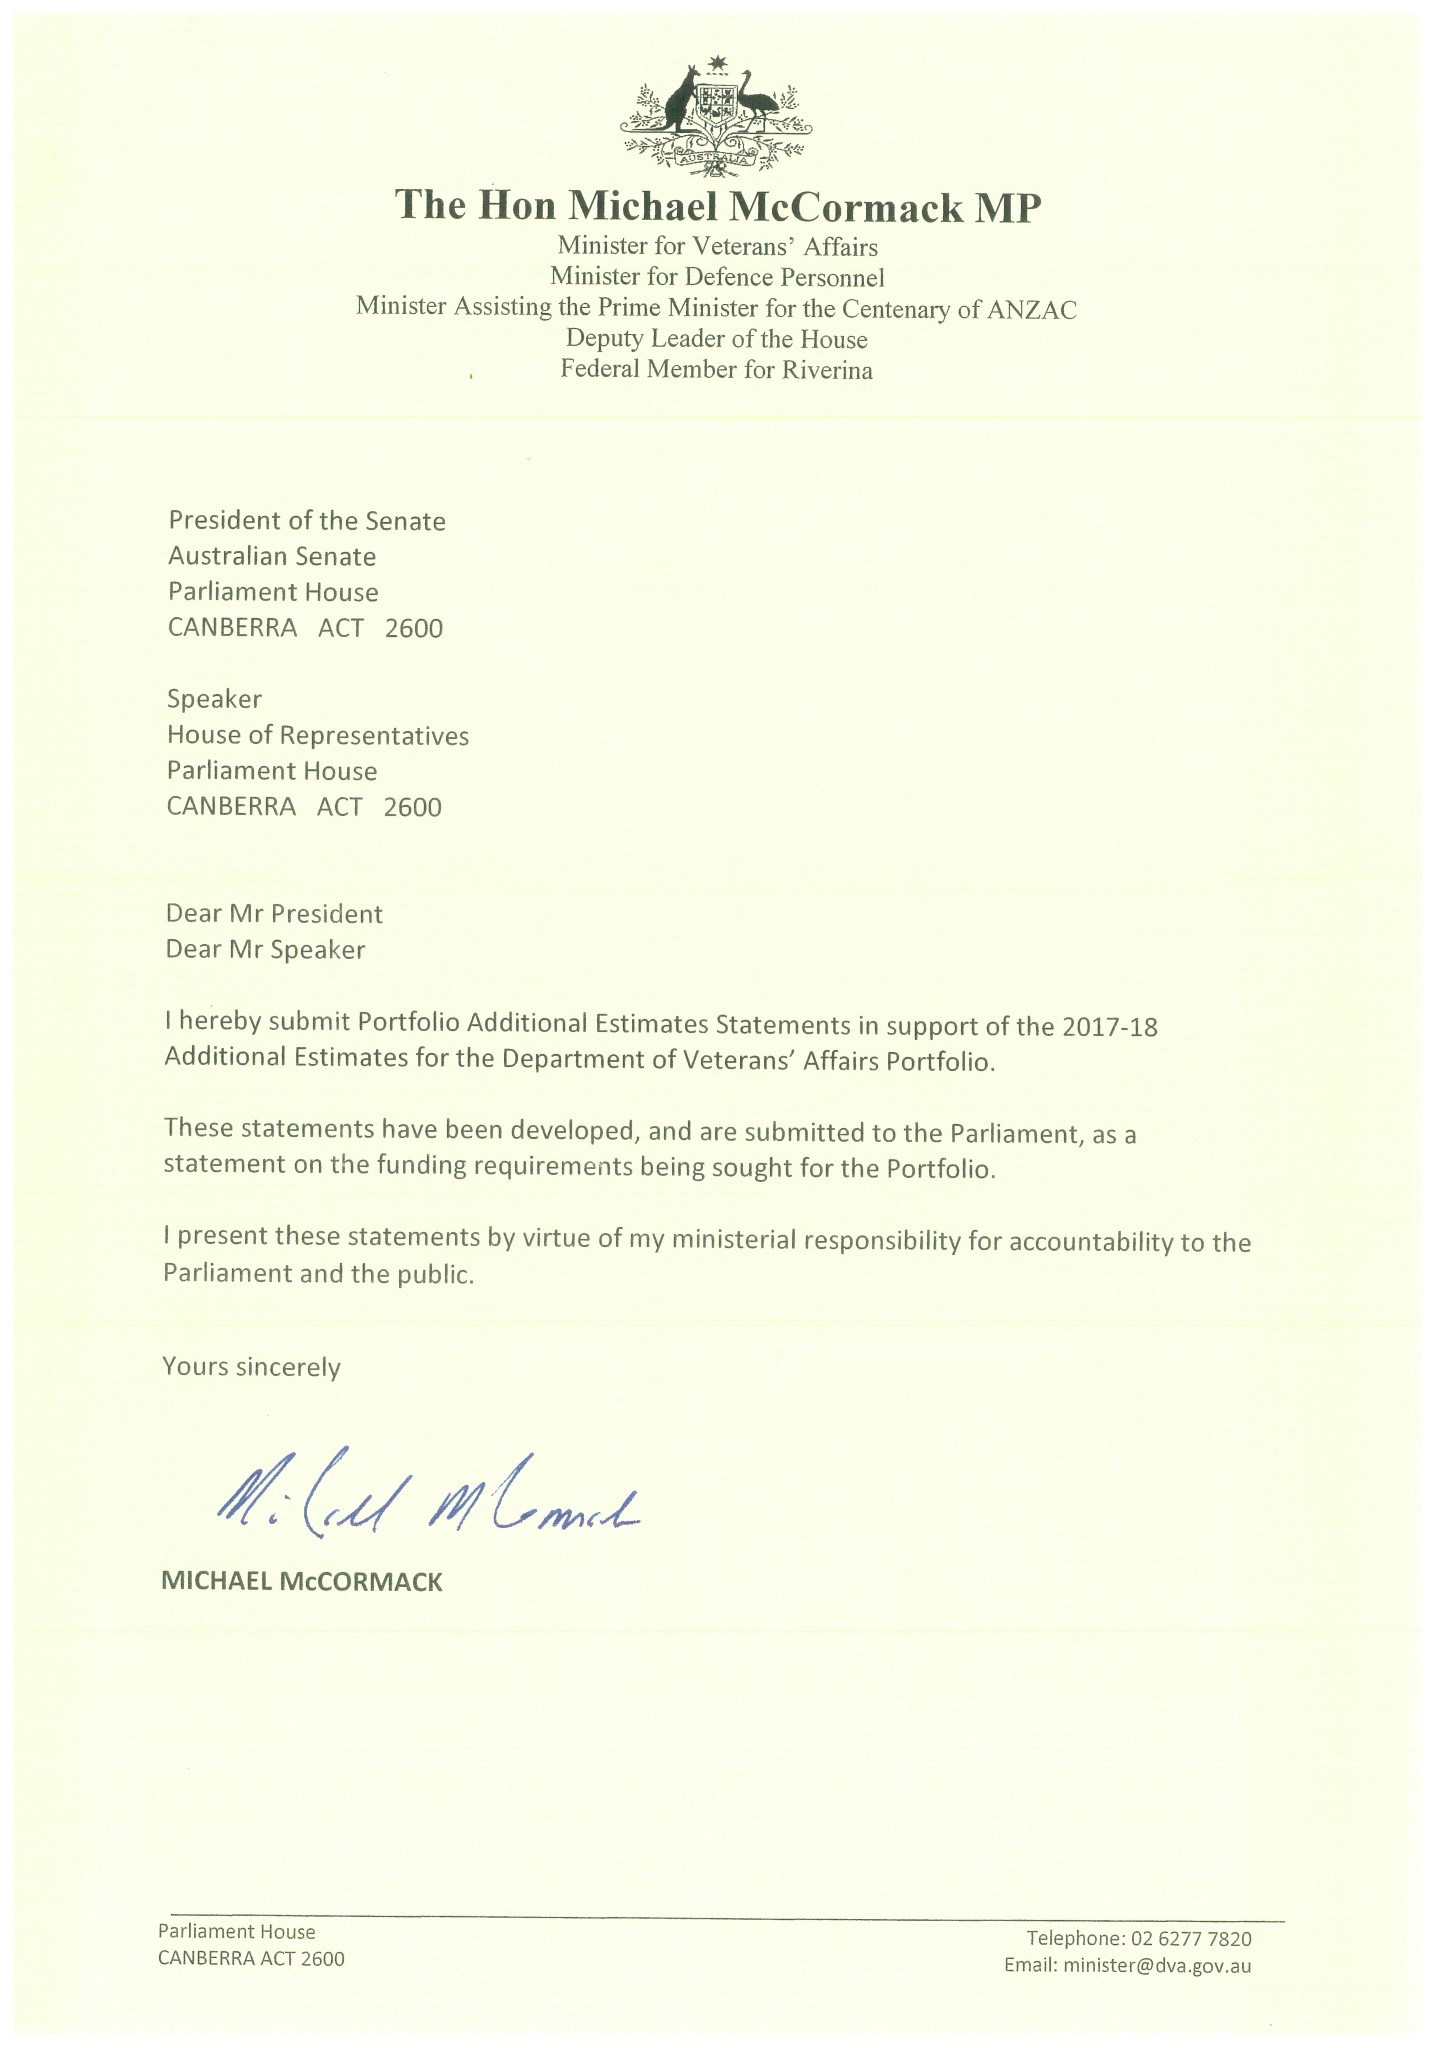 AUSTRALIA
The Hon Michael McCormack MP
Minister for Veterans’ Affairs
Minister for Defence Personnel
Minister Assisting the Prime Minister for the Centenary of ANZAC
Deputy Leader of the House
Federal Member for Riverina
President of the Senate
Australian Senate
Parliament House
CANBERRA ACT 2600
Speaker
House of Representatives
Parliament House
CANBERRA ACT 2600
Dear Mr President
Dear Mr Speaker
I hereby submit Portfolio Additional Estimates Statements in support of the 2017-18
Additional Estimates for the Department of Veterans’ Affairs Portfolio.
These statements have been developed, and are submitted to the Parliament, as a
statement on the funding requirements being sought for the Portfolio.
I present these statements by virtue of my ministerial responsibility for accountability to the
Parliament and the public.
Yours sincerely
Michael McCormack
MICHAEL McCORMACK
Parliament House
CANBERRA ACT 2600
Telephone: 02 6277 7820
Email: minister@dva.gov.au